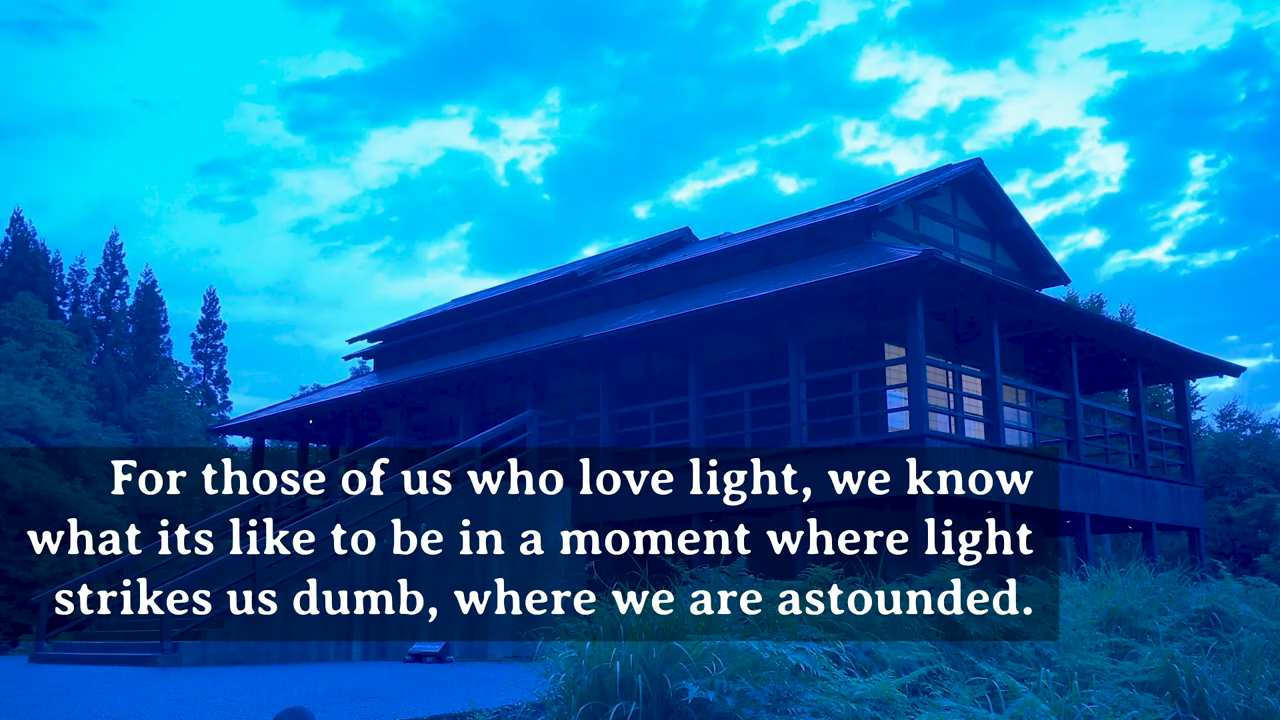 For those of us who love light, we know
what its like to be in a moment where light
strikes us dumb, where we are astounded.